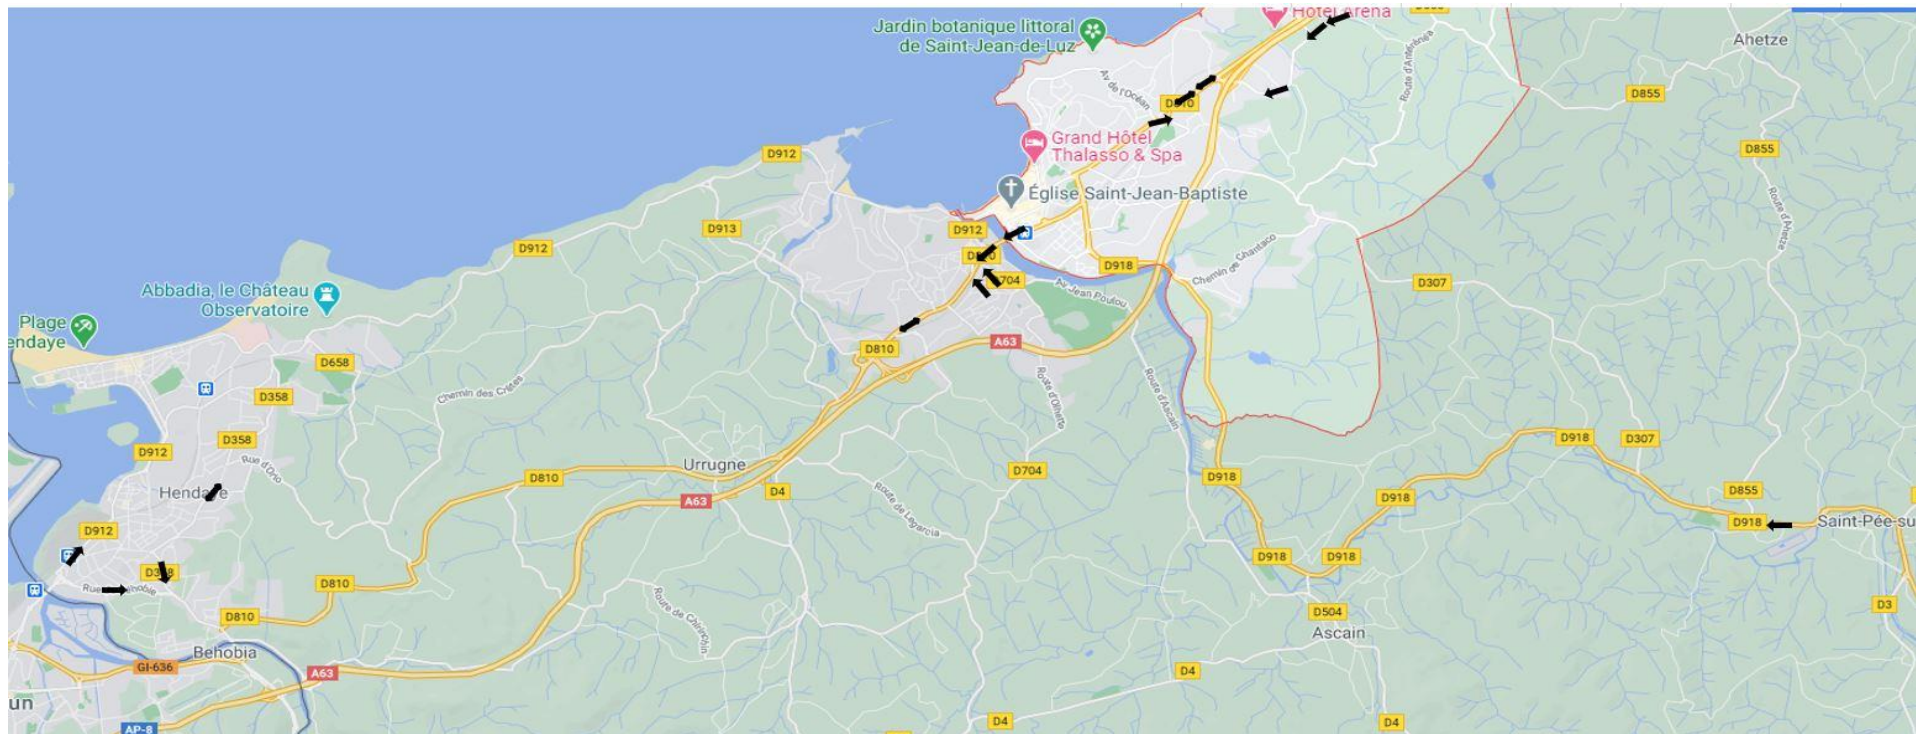 Hotel Arena
Jardin botanique littoral
de Saint-Jean-de-Luz
Ahetze
Route d'Antérénéa
Av. de l'Océan
D855
Grand Hôtel
Thalasso & Spa
D912
D855
Église Saint-Jean-Baptiste
Route d'Ahetze
D913
D912
D912
D918
Chemin de Chantaco
D307
D704
Av. Jean Poulou
Abbadia, le Château
Observatoire
Plage
endaye
D810
A63
D658
Route d'Olhette
Route d'Ascain
Chemin des Crêtes
D358
D358
D912
Rue d'Orio
Urrugne
D810
D704
D918
D307
D4
A63
D918
D918
D855
D918
Saint-Pée-su
Hendaye
Route de Legarcia
D912
D918
D918
D810
D810
D504
D3
Ascain
Route de Chirinchin
Behobia
GI-636
A63
D4
un
AP-8
D4
D4